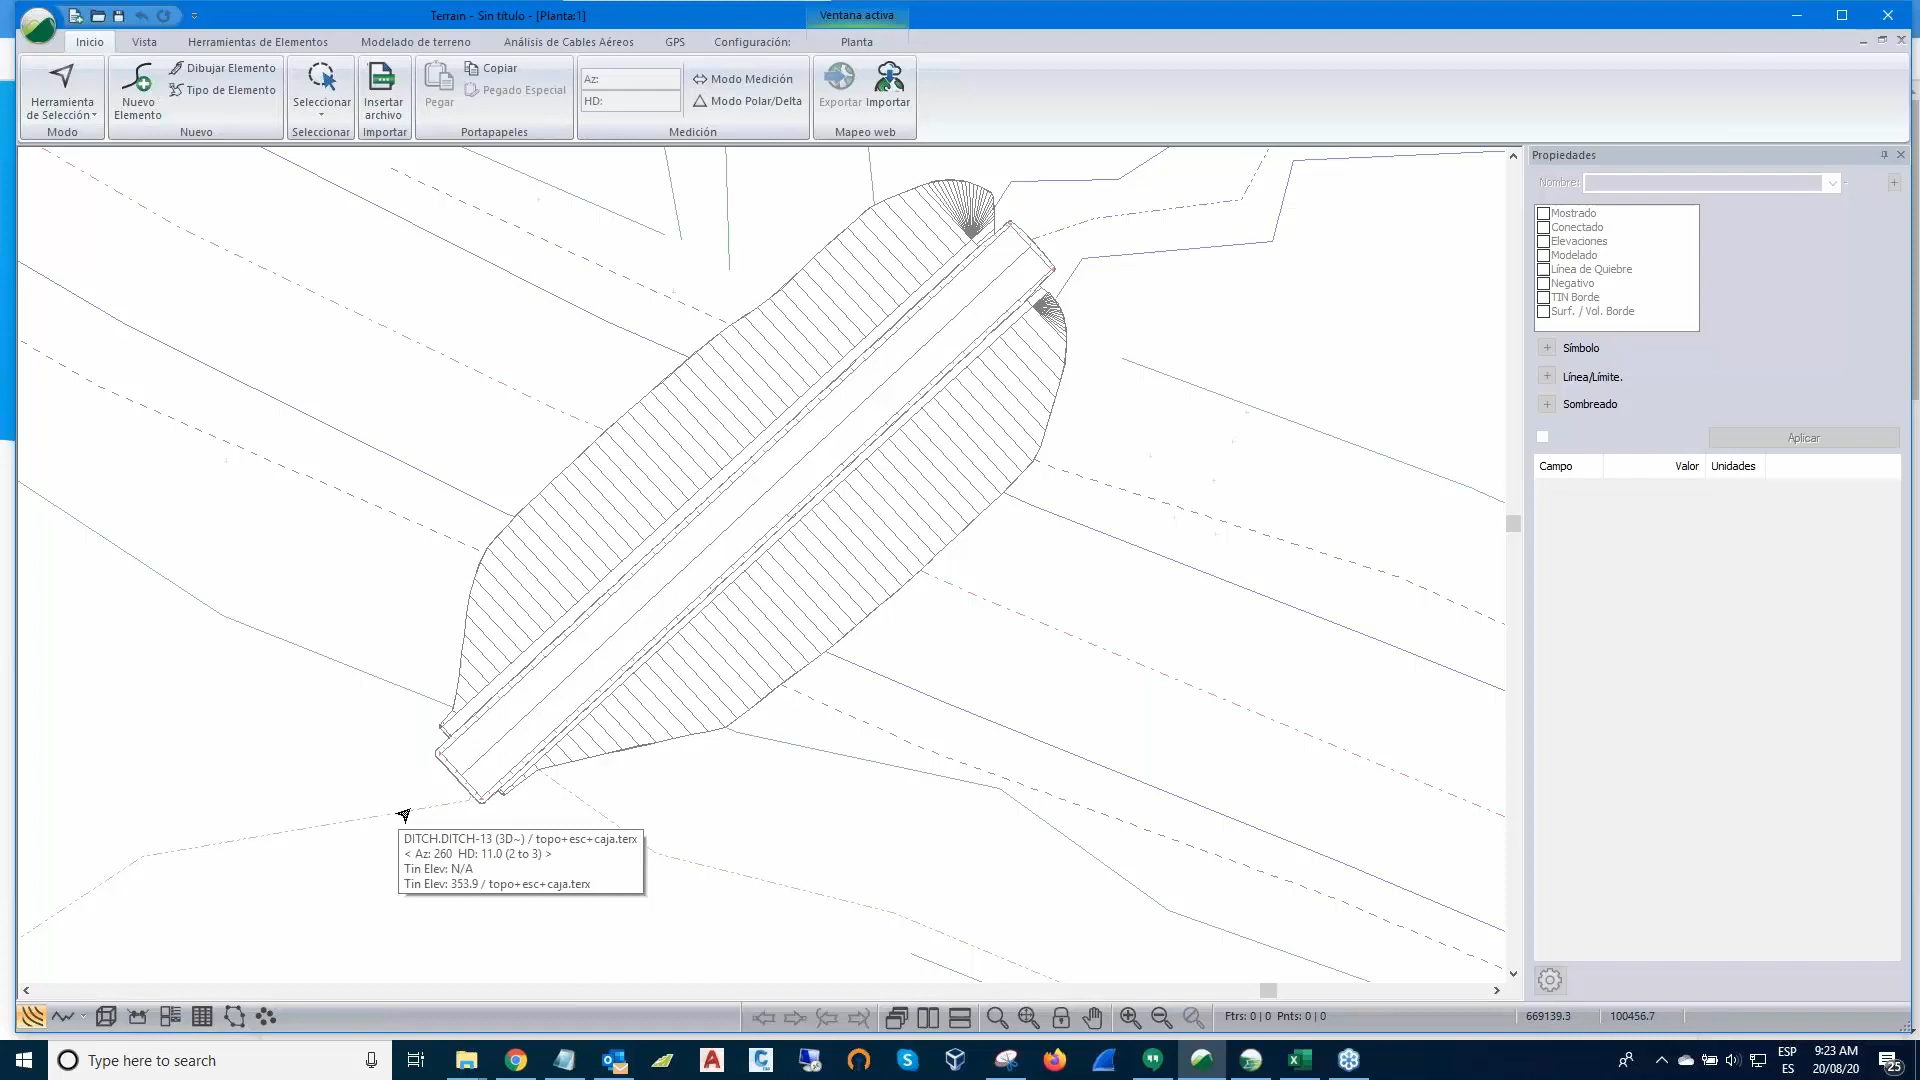 Terrain - Sin título - [Planta:1]
Ventana activa
Inicio
Vista
Herramientas de Elementos
Modelado de terreno
Análisis de Cables Aéreos
GPS
Configuración:
Planta
Herramienta
de Selección
Modo
Nuevo
Elemento
Dibujar Elemento
Tipo de Elemento
Nuevo
Seleccionar
Seleccionar
Insertar
archivo
Importar
Pegar
Copiar
Pegado Especial
Portapapeles
Az:
HD:
Modo Medición
Modo Polar/Delta
Medición
Exportar
Importar
Mapeo web
Propiedades
Nombre:
Mostrado
Conectado
Elevaciones
Modelado
Línea de Quiebre
Negativo
TIN Borde
Surf. / Vol. Borde
Símbolo
Línea/Límite.
Sombreado
Aplicar
Campo
Valor
Unidades
DITCH.DITCH-13 (3D~) / topo+esc+caja.terx
< Az: 260 HD: 11.0 (2 to 3) >
Tin Elev: N/A
Tin Elev: 353.9 / topo+esc+caja.terx
Ftrs: 0 | 0 Pnts: 0 | 0
669139.3
100456.7
Type here to search
ESP
ES
9:23 AM
20/08/20
25